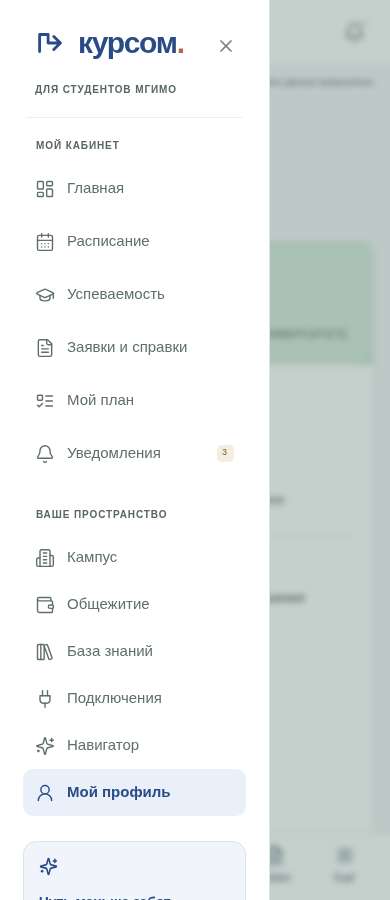 курсом.
ДЛЯ СТУДЕНТОВ МГИМО
МОЙ КАБИНЕТ
Главная
Расписание
Успеваемость
Заявки и справки
Мой план
Уведомления 3
ВАШЕ ПРОСТРАНСТВО
Кампус
Общежитие
База знаний
Подключения
Навигатор
Мой профиль